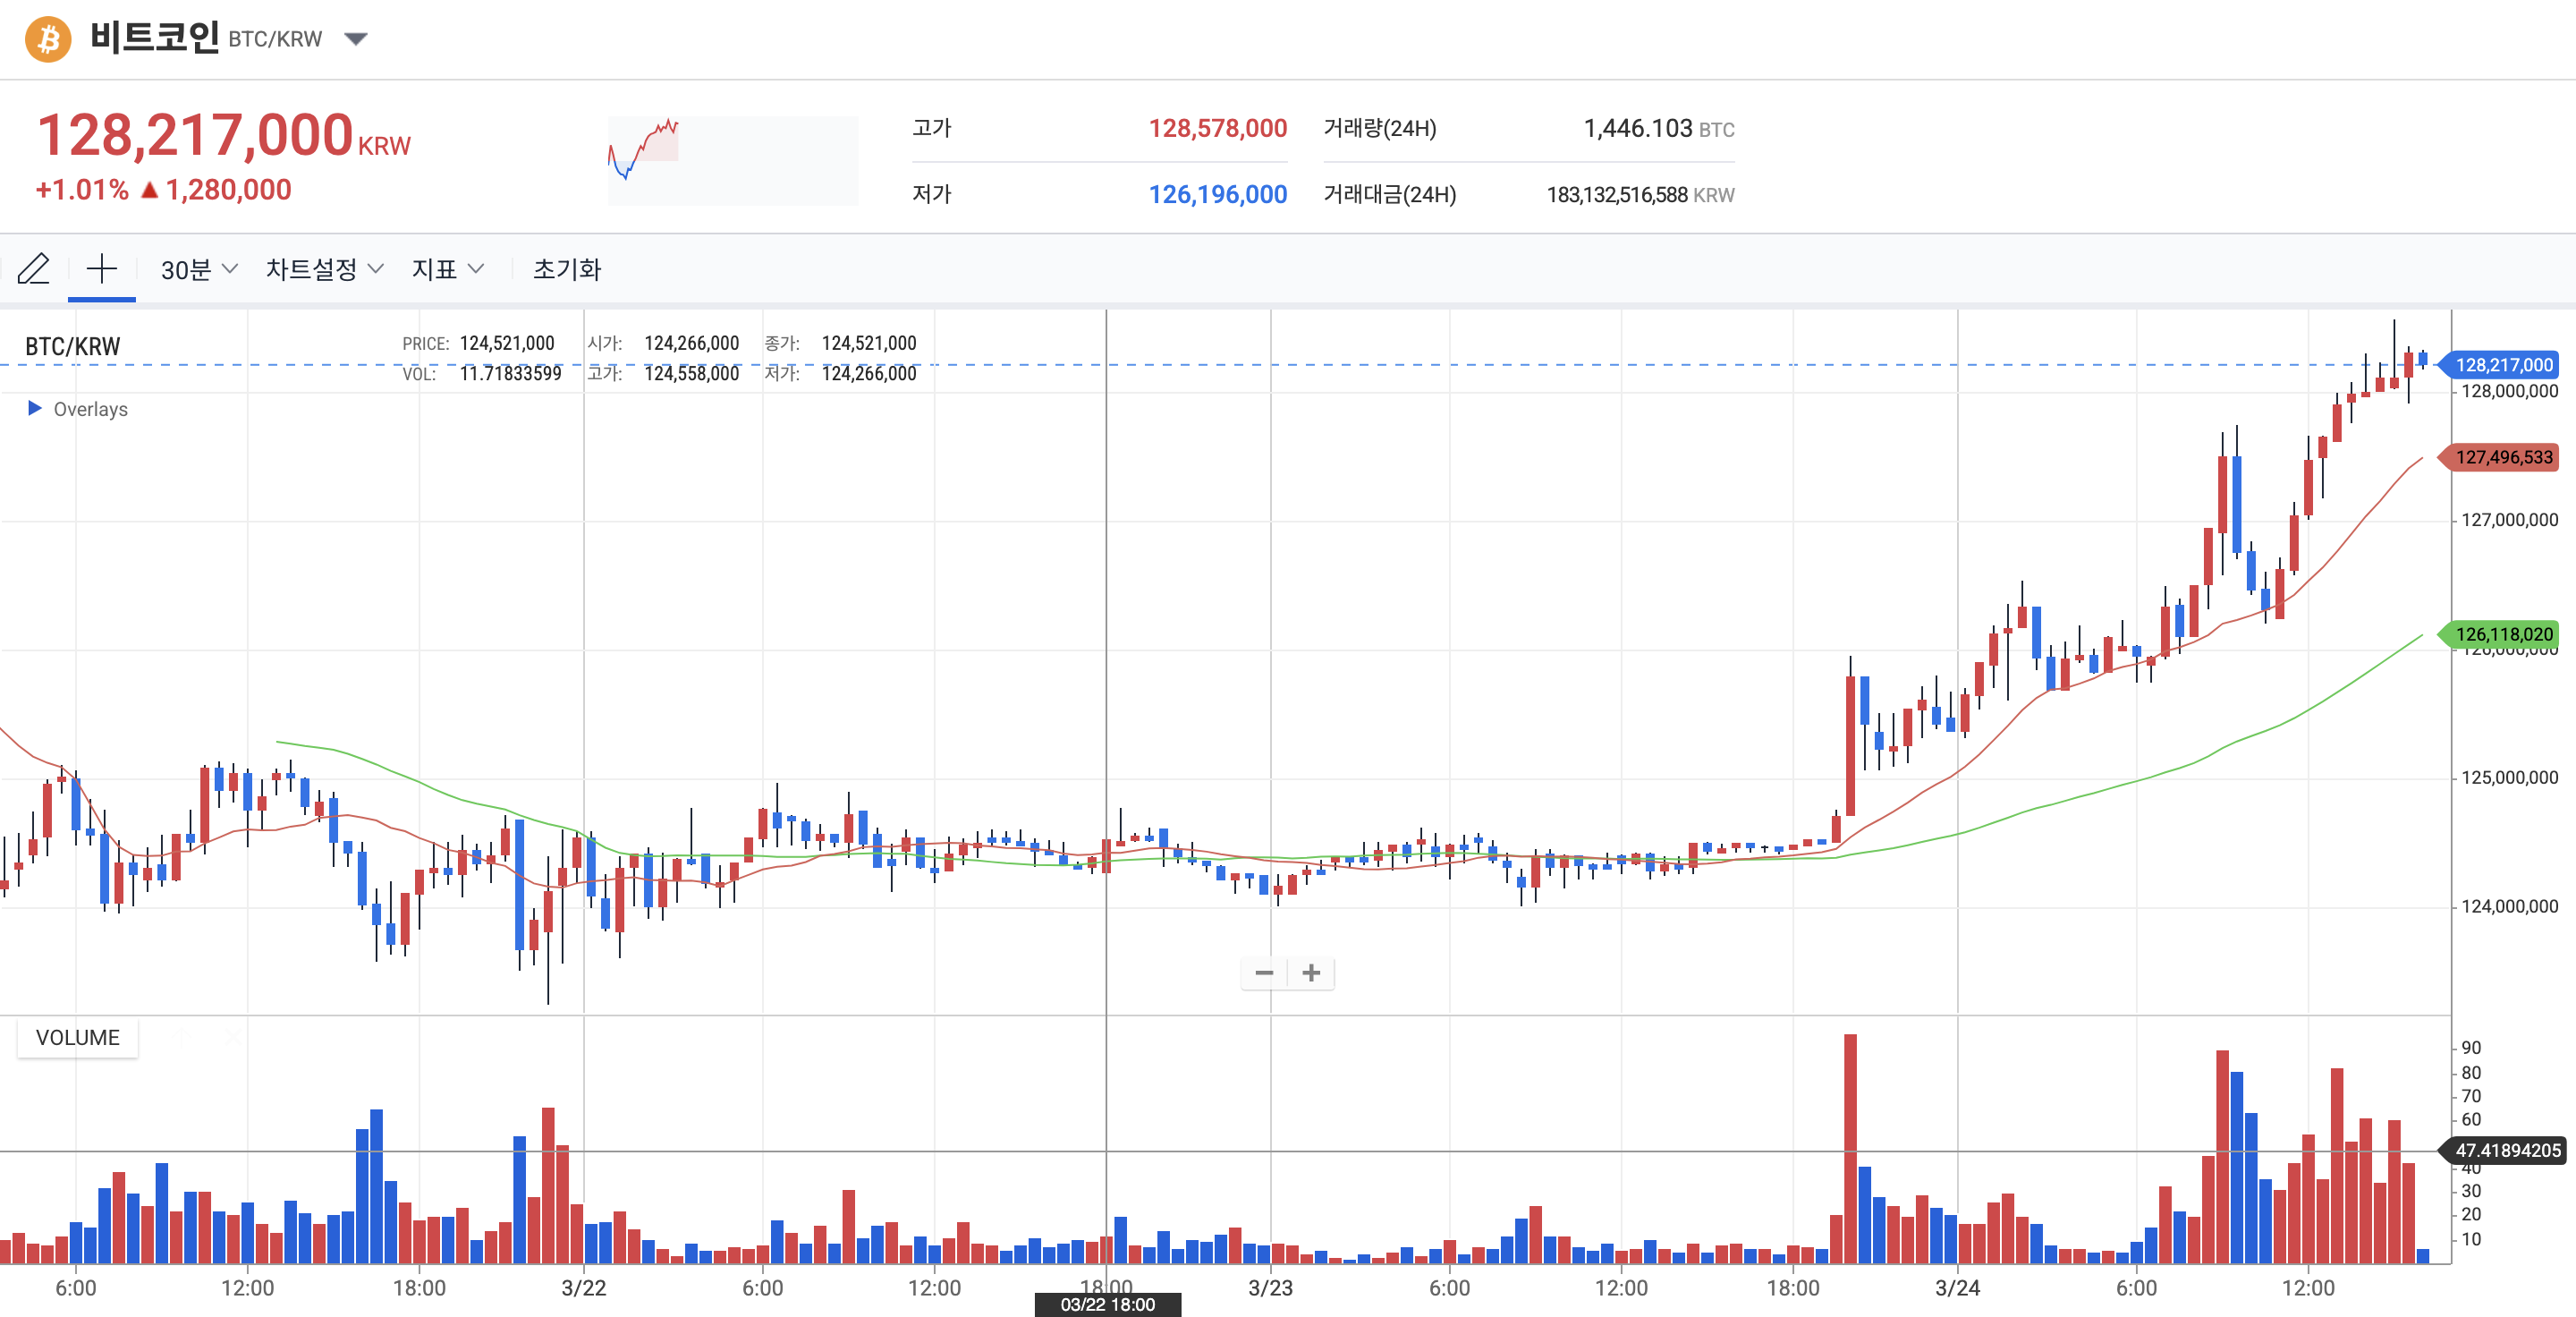 비트코인 BTC/KRW
128,217,000 KRW
+1.01% ▲ 1,280,000
고가 128,578,000 거래량(24H) 1,446.103 BTC
저가 126,196,000 거래대금(24H) 183,132,516,588 KRW
30분 차트설정 지표 초기화
BTC/KRW PRICE: 124,521,000 시가: 124,266,000 종가: 124,521,000
VOL: 11.71833599 고가: 124,558,000 저가: 124,266,000
Overlays
128,217,000
128,000,000
127,496,533
127,000,000
126,118,020
126,000,000
125,000,000
124,000,000
VOLUME
90
80
70
60
47.41894205
40
30
20
10
6:00 12:00 18:00 3/22 6:00 12:00 18:00 3/23 6:00 12:00 18:00 3/24 6:00 12:00
03/22 18:00